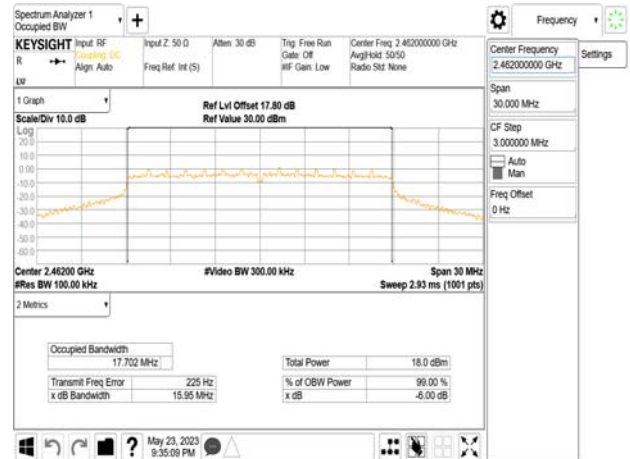 Spectrum Analyzer 1
Occupied BW
Frequency
KEYSIGHT
R
Input: RF
Coupling: DC
Align: Auto
Input Z: 50 Ω
Freq Ref: Int (S)
Atten: 30 dB
Trig: Free Run
Gate: Off
#IF Gain: Low
Center Freq: 2.462000000 GHz
Avg|Hold: 50/50
Radio Std: None
1 Graph
Scale/Div 10.0 dB
Ref Lvl Offset 17.80 dB
Ref Value 30.00 dBm
Log
20.0
10.0
0.00
-10.0
-20.0
-30.0
-40.0
-50.0
-60.0
Center 2.46200 GHz
#Res BW 100.00 kHz
#Video BW 300.00 kHz
Span 30 MHz
Sweep 2.93 ms (1001 pts)
2 Metrics
Occupied Bandwidth
17.702 MHz
Transmit Freq Error 225 Hz
x dB Bandwidth 15.95 MHz
Total Power 18.0 dBm
% of OBW Power 99.00 %
x dB -6.00 dB
Center Frequency
2.462000000 GHz
Span
30.000 MHz
CF Step
3.000000 MHz
Auto
Man
Freq Offset
0 Hz
Settings
?
May 23, 2023
9:35:09 PM